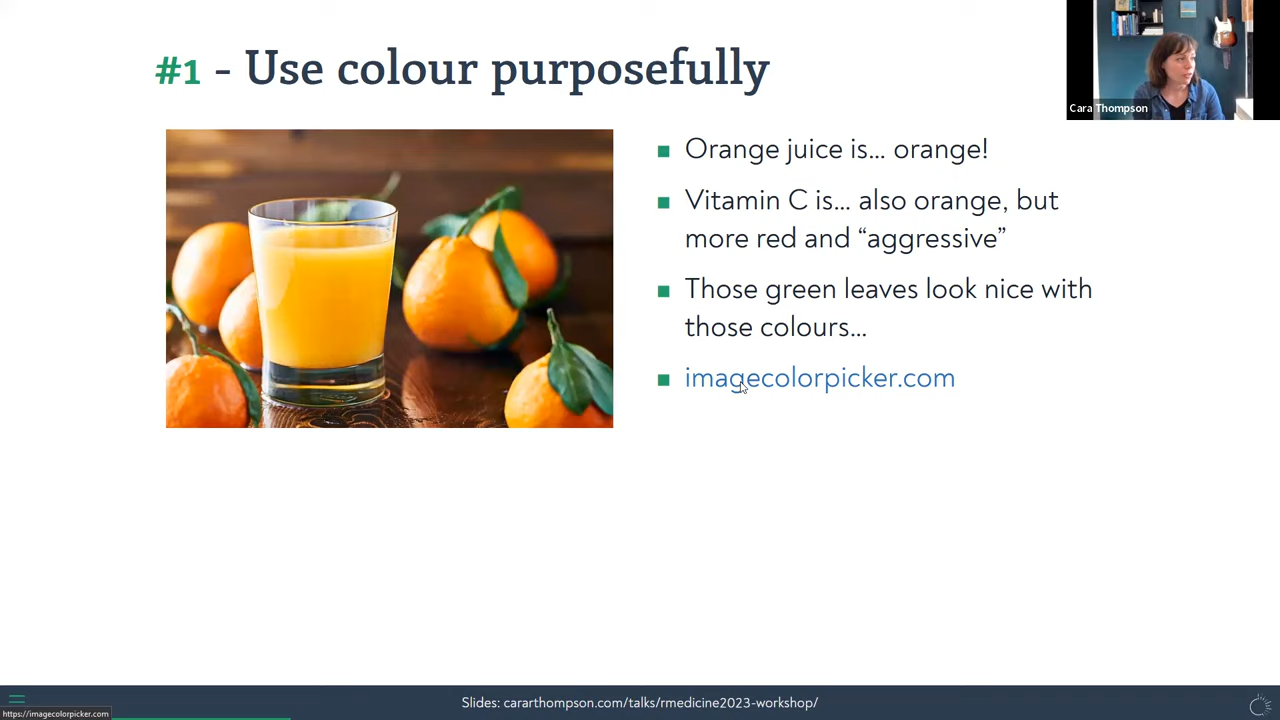 #1 - Use colour purposefully
Cara Thompson
Orange juice is… orange!
Vitamin C is… also orange, but
more red and “aggressive”
Those green leaves look nice with
those colours…
imagecolorpicker.com
Slides: cararthompson.com/talks/rmedicine2023-workshop/
https://imagecolorpicker.com